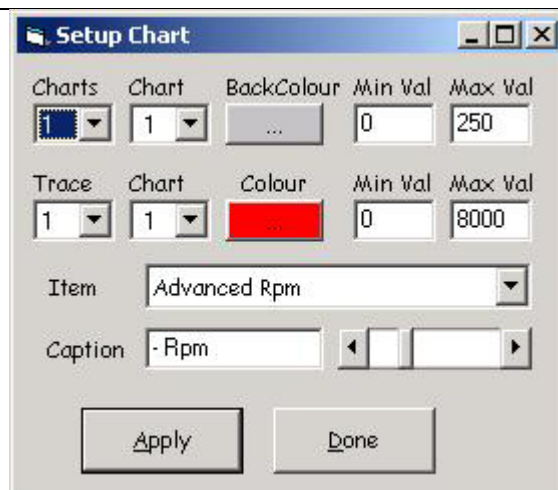 Setup Chart
Charts Chart BackColour Min Val Max Val
1 1 ... 0 250
Trace Chart Colour Min Val Max Val
1 1 ... 0 8000
Item Advanced Rpm
Caption - Rpm
Apply Done